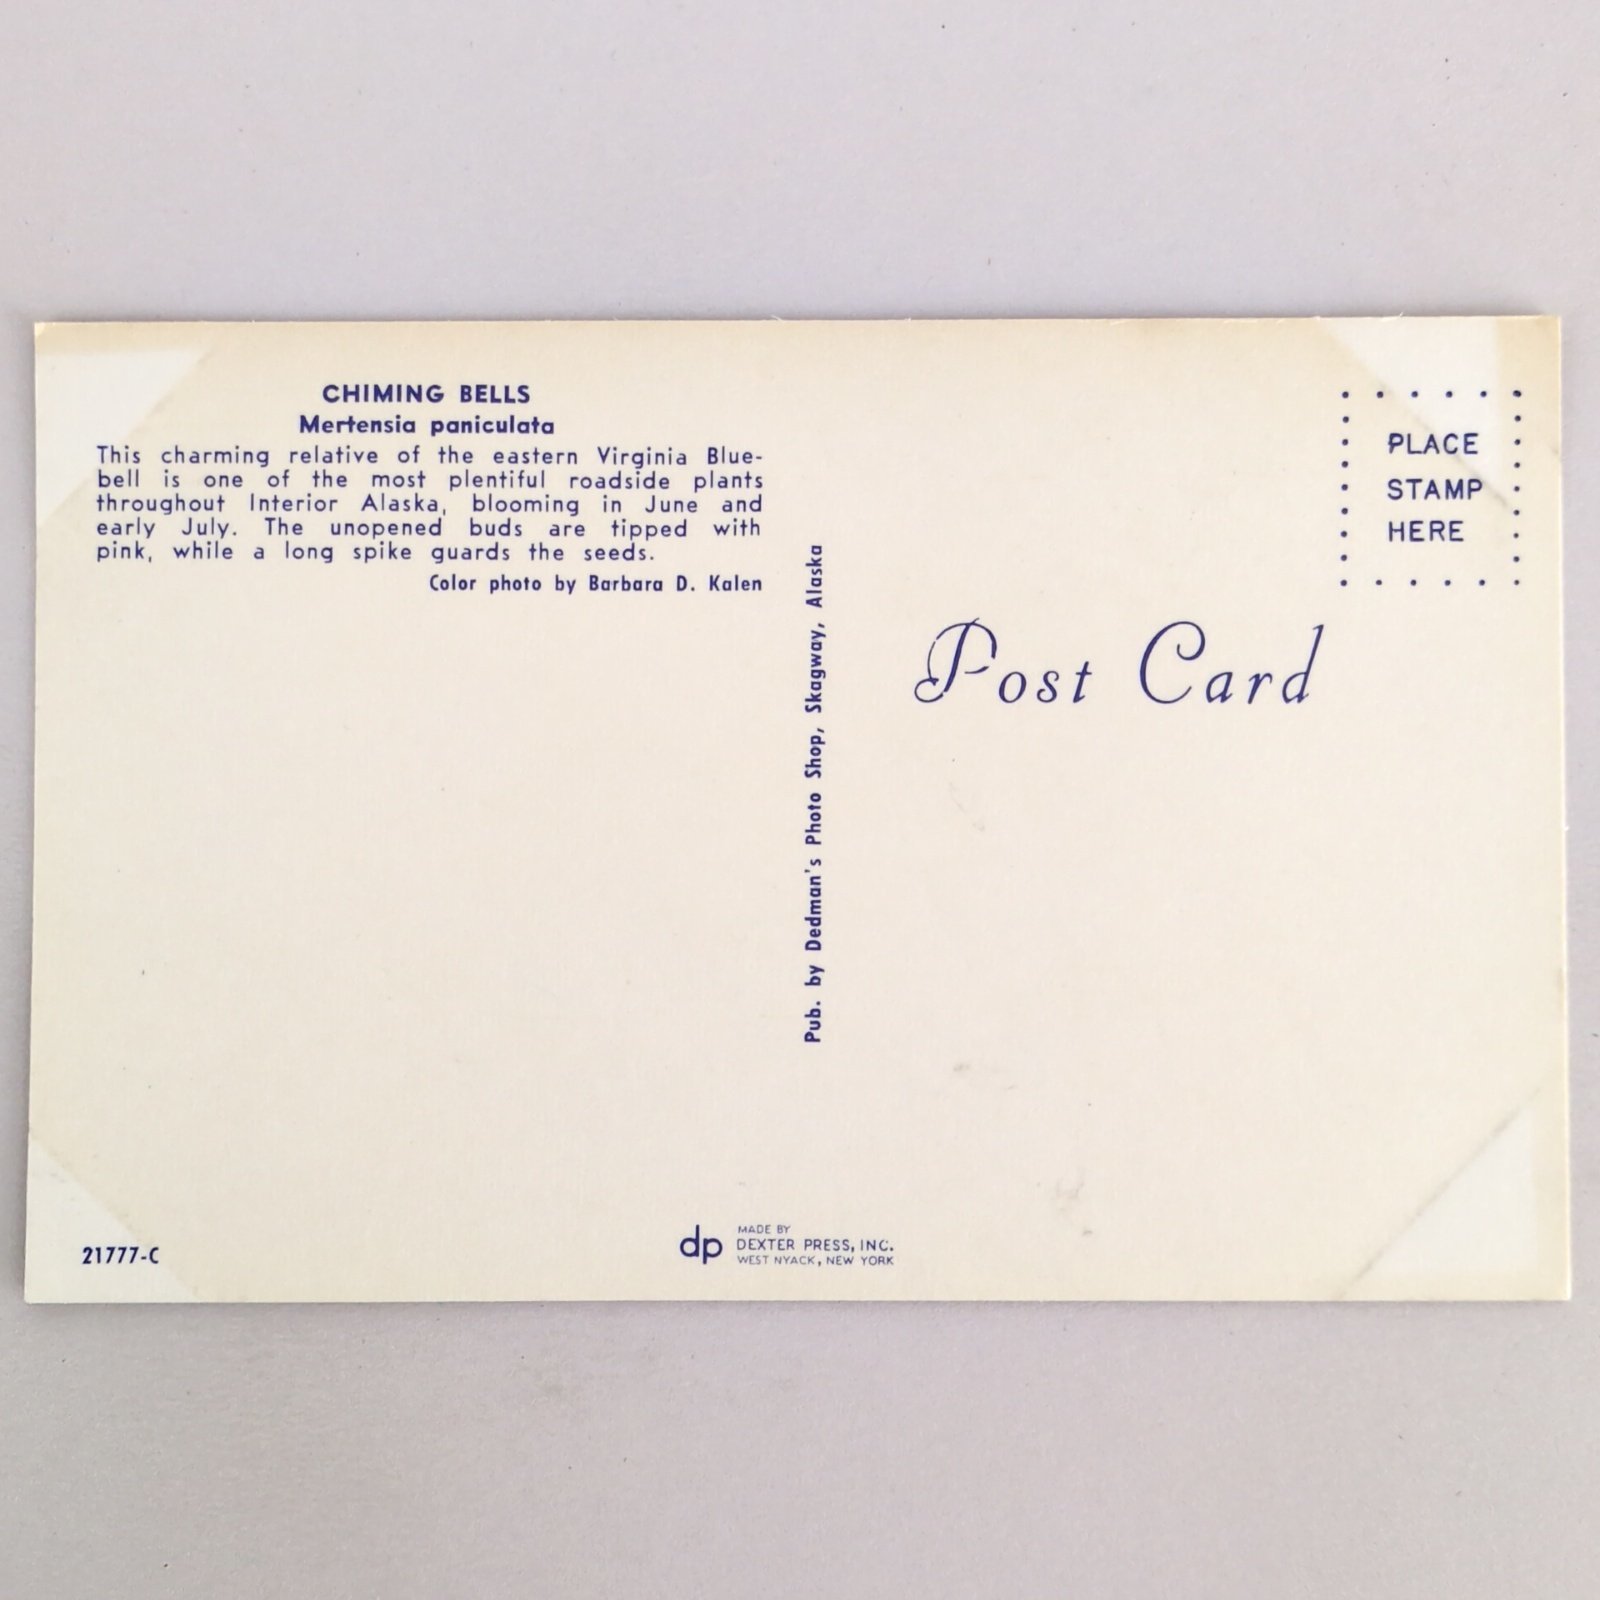 CHIMING BELLS
Mertensia paniculata
This charming relative of the eastern Virginia Blue-
bell is one of the most plentiful roadside plants
throughout Interior Alaska, blooming in June and
early July. The unopened buds are tipped with
pink, while a long spike guards the seeds.
Color photo by Barbara D. Kalen
Pub. by Dedman's Photo Shop, Skagway, Alaska
PLACE
STAMP
HERE
Post Card
21777-C
dp
MADE BY
DEXTER PRESS, INC.
WEST NYACK, NEW YORK